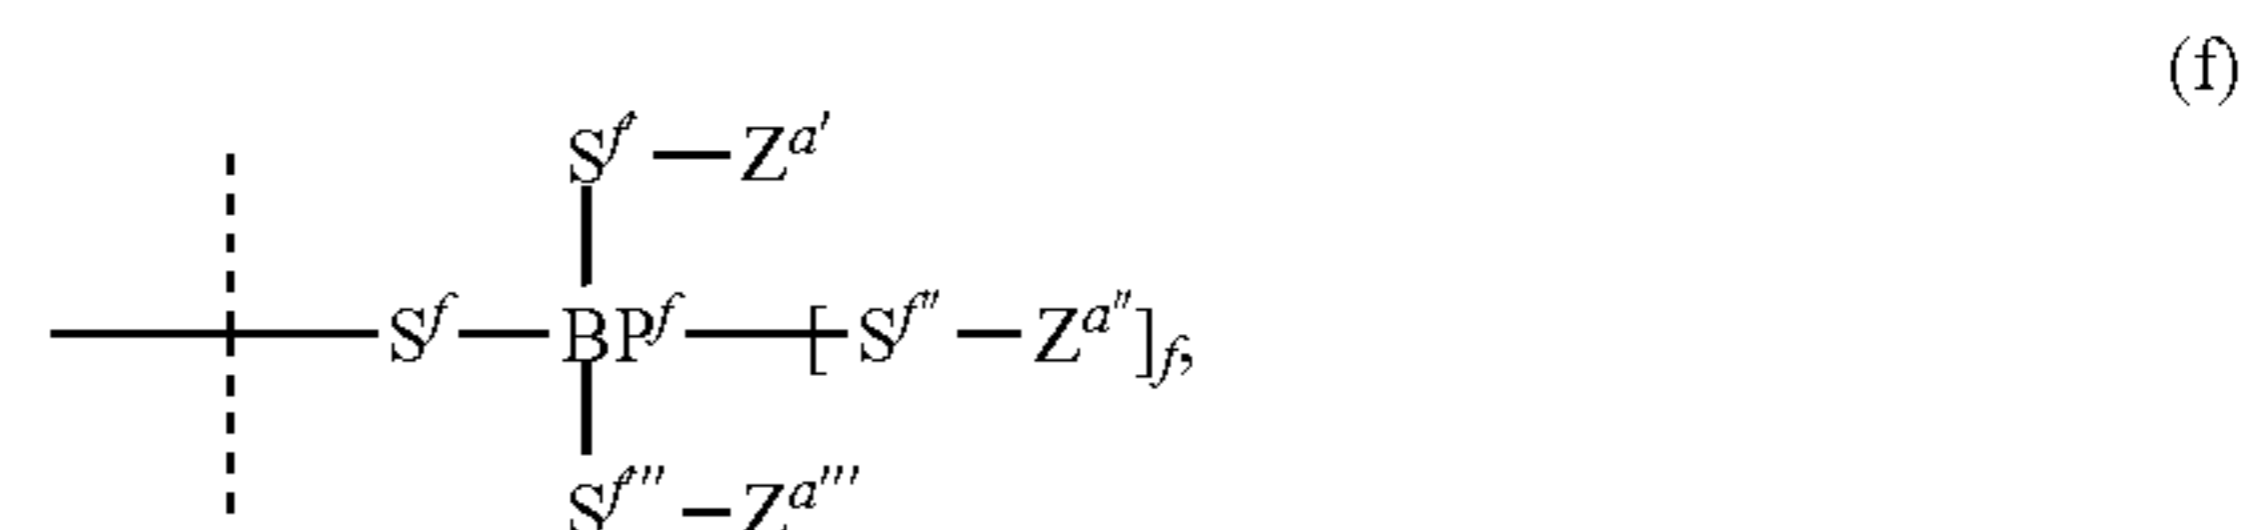 (f)
S^f' — Z^a'
S^f — BP^f — [ S^f'' — Z^a'' ]_f,
S^f''' — Z^a'''